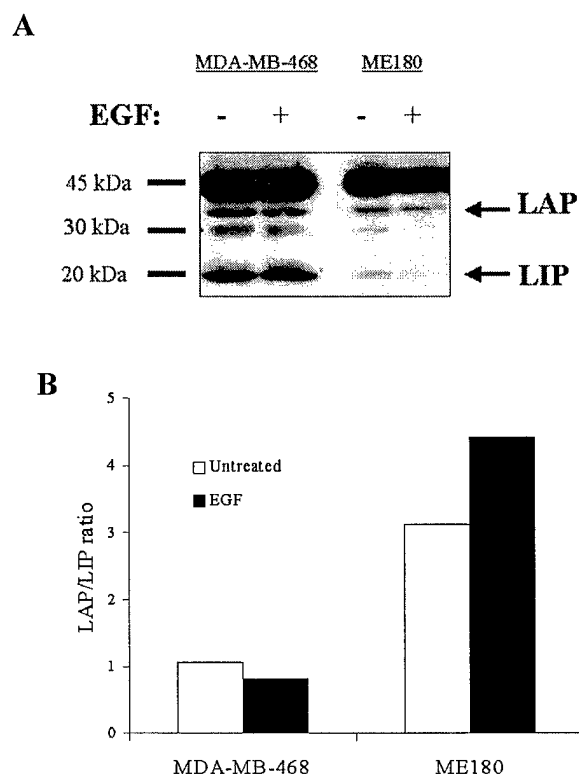 A
MDA-MB-468 ME180
EGF: - + - +
45 kDa
LAP
30 kDa
20 kDa LIP
B
5
Untreated
4
EGF
3
LAP/LIP ratio
2
1
0
MDA-MB-468 ME180